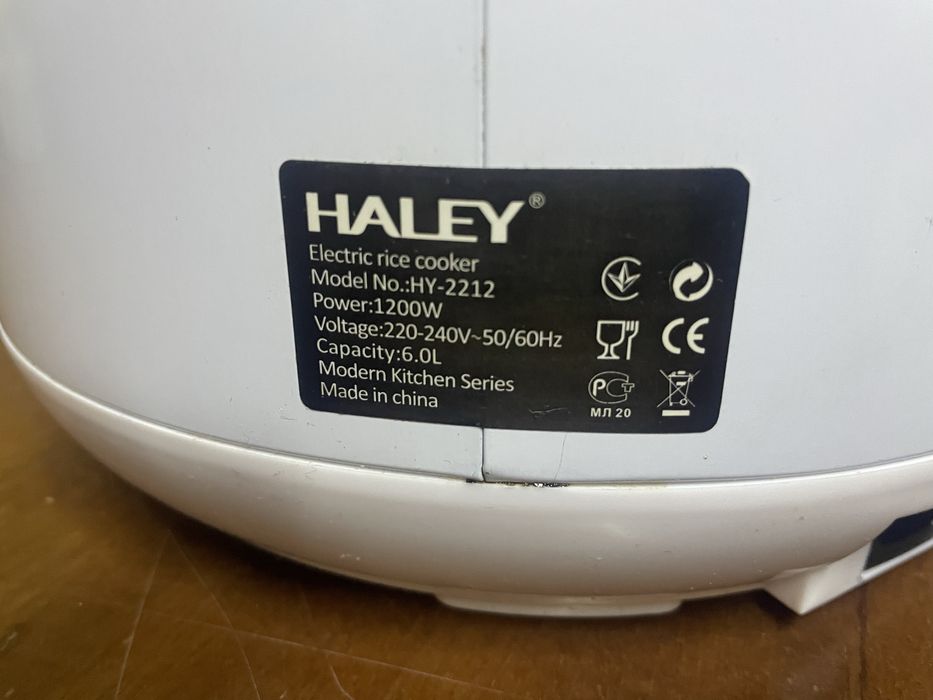 HALEY®
Electric rice cooker
Model No.:HY-2212
Power:1200W
Voltage:220-240V~50/60Hz
Capacity:6.0L
Modern Kitchen Series
Made in china
CE
РСТ
МЛ 20